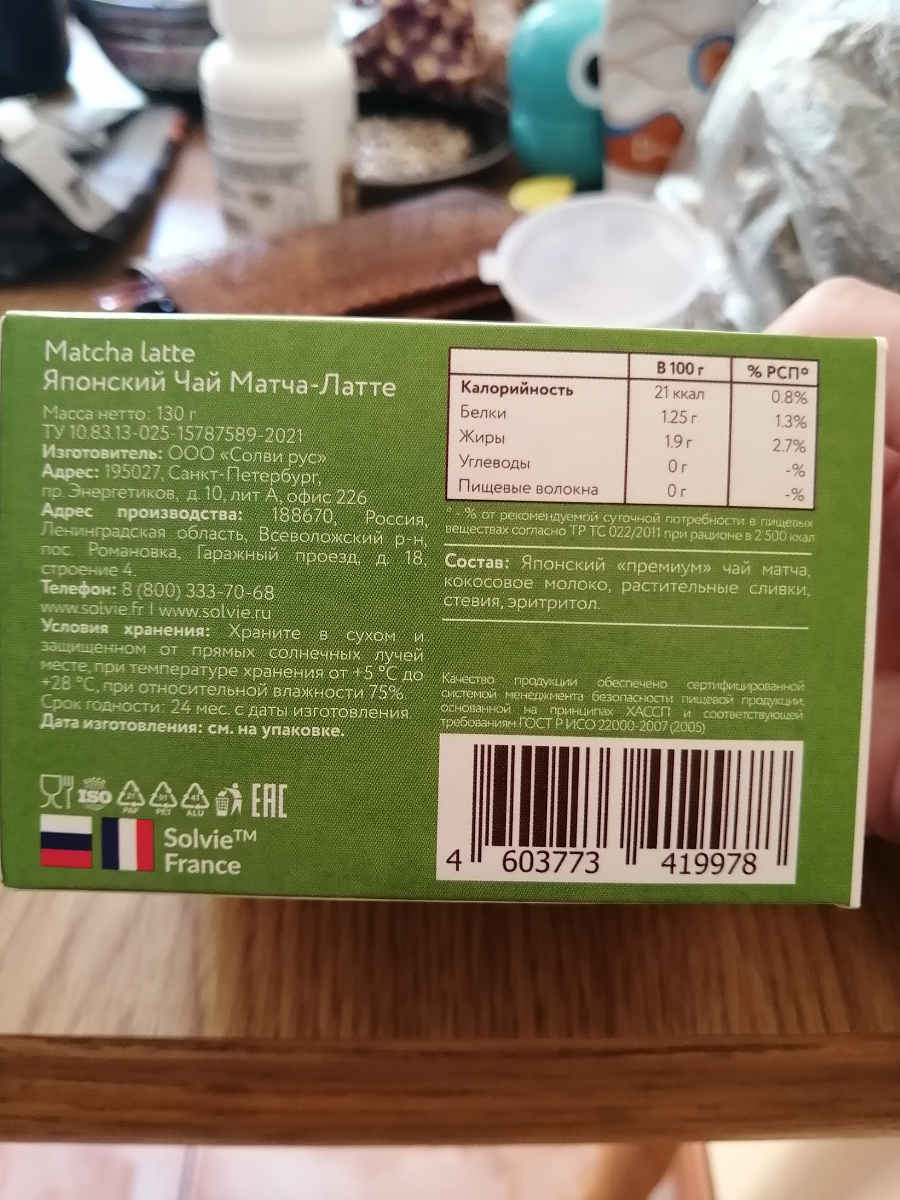 Matcha latte
Японский Чай Матча-Латте
Масса нетто: 130 г
ТУ 10.83.13-025-15787589-2021
Изготовитель: ООО «Солви рус»
Адрес: 195027, Санкт-Петербург,
пр. Энергетиков, д. 10, лит А, офис 226
Адрес производства: 188670, Россия,
Ленинградская область, Всеволожский р-н,
пос. Романовка, Гаражный проезд, д. 18,
строение 4.
Телефон: 8 (800) 333-70-68
www.solvie.fr | www.solvie.ru
Условия хранения: Храните в сухом и
защищенном от прямых солнечных лучей
месте, при температуре хранения от +5 °С до
+28 °С, при относительной влажности 75%.
Срок годности: 24 мес. с даты изготовления.
Дата изготовления: см. на упаковке.
ISO
21 PAP
01 PET
41 ALU
EAC
Solvie™
France
В 100 г % РСП*
Калорийность 21 ккал 0.8%
Белки 1.25 г 1.3%
Жиры 1.9 г 2.7%
Углеводы 0 г -%
Пищевые волокна 0 г -%
* - % от рекомендуемой суточной потребности в пищевых
веществах согласно ТР ТС 022/2011 при рационе в 2 500 ккал
Состав: Японский «премиум» чай матча,
кокосовое молоко, растительные сливки,
стевия, эритритол.
Качество продукции обеспечено сертифицированной
системой менеджмента безопасности пищевой продукции,
основанной на принципах ХАССП и соответствующей
требованиям ГОСТ Р ИСО 22000-2007 (2005)
4 603773 419978